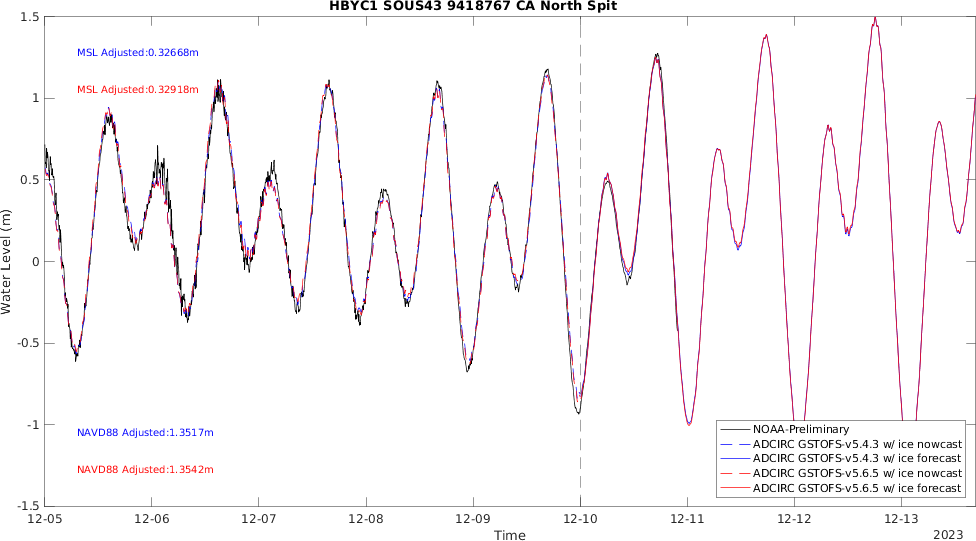 HBYC1 SOUS43 9418767 CA North Spit
1.5
MSL Adjusted:0.32668m
MSL Adjusted:0.32918m
1
0.5
0
-0.5
-1
-1.5
Water Level (m)
NAVD88 Adjusted:1.3517m
NAVD88 Adjusted:1.3542m
NOAA-Preliminary
ADCIRC GSTOFS-v5.4.3 w/ ice nowcast
ADCIRC GSTOFS-v5.4.3 w/ ice forecast
ADCIRC GSTOFS-v5.6.5 w/ ice nowcast
ADCIRC GSTOFS-v5.6.5 w/ ice forecast
12-05 12-06 12-07 12-08 12-09 12-10 12-11 12-12 12-13
Time
2023